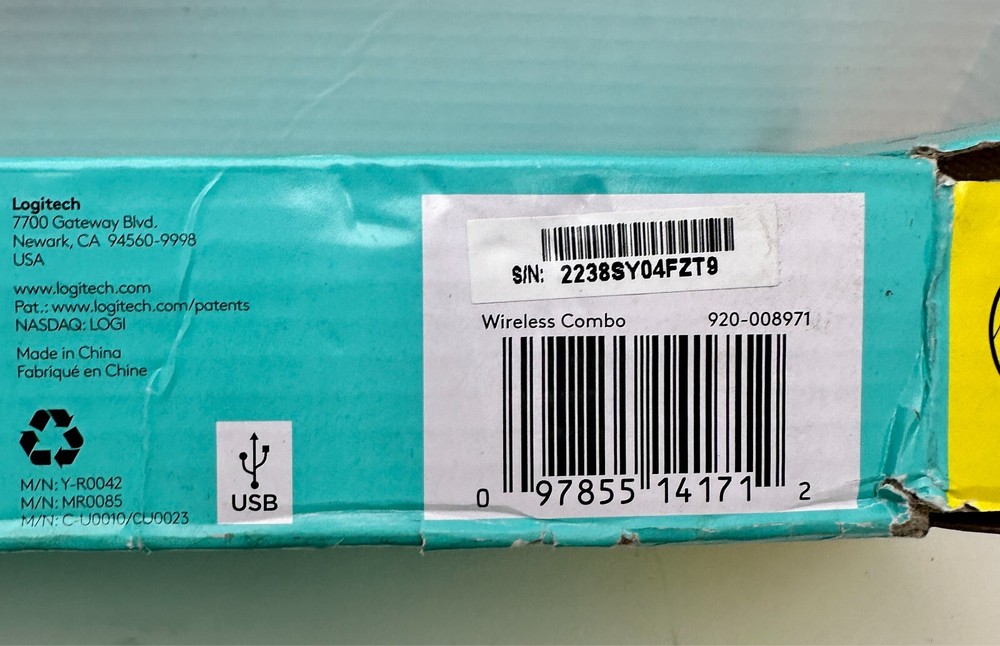 Logitech
7700 Gateway Blvd.
Newark, CA 94560-9998
USA
www.logitech.com
Pat.: www.logitech.com/patents
NASDAQ: LOGI
Made in China
Fabriqué en Chine
M/N: Y-R0042
M/N: MR0085
M/N: C-U0010/CU0023
USB
S/N: 2238SY04FZT9
Wireless Combo 920-008971
0 97855 14171 2